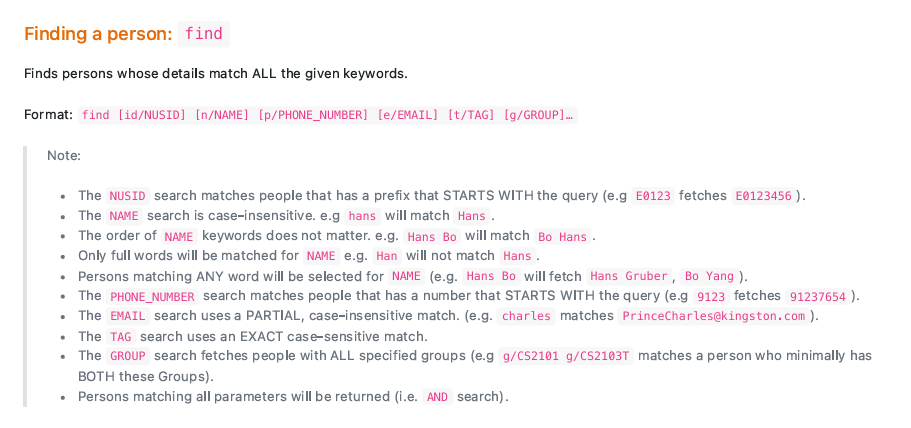 Finding a person: find
Finds persons whose details match ALL the given keywords.
Format: find [id/NUSID] [n/NAME] [p/PHONE_NUMBER] [e/EMAIL] [t/TAG] [g/GROUP]…
Note:
• The NUSID search matches people that has a prefix that STARTS WITH the query (e.g E0123 fetches E0123456).
• The NAME search is case-insensitive. e.g hans will match Hans.
• The order of NAME keywords does not matter. e.g. Hans Bo will match Bo Hans.
• Only full words will be matched for NAME e.g. Han will not match Hans.
• Persons matching ANY word will be selected for NAME (e.g. Hans Bo will fetch Hans Gruber, Bo Yang).
• The PHONE_NUMBER search matches people that has a number that STARTS WITH the query (e.g 9123 fetches 91237654).
• The EMAIL search uses a PARTIAL, case-insensitive match. (e.g. charles matches PrinceCharles@kingston.com).
• The TAG search uses an EXACT case-sensitive match.
• The GROUP search fetches people with ALL specified groups (e.g g/CS2101 g/CS2103T matches a person who minimally has
BOTH these Groups).
• Persons matching all parameters will be returned (i.e. AND search).